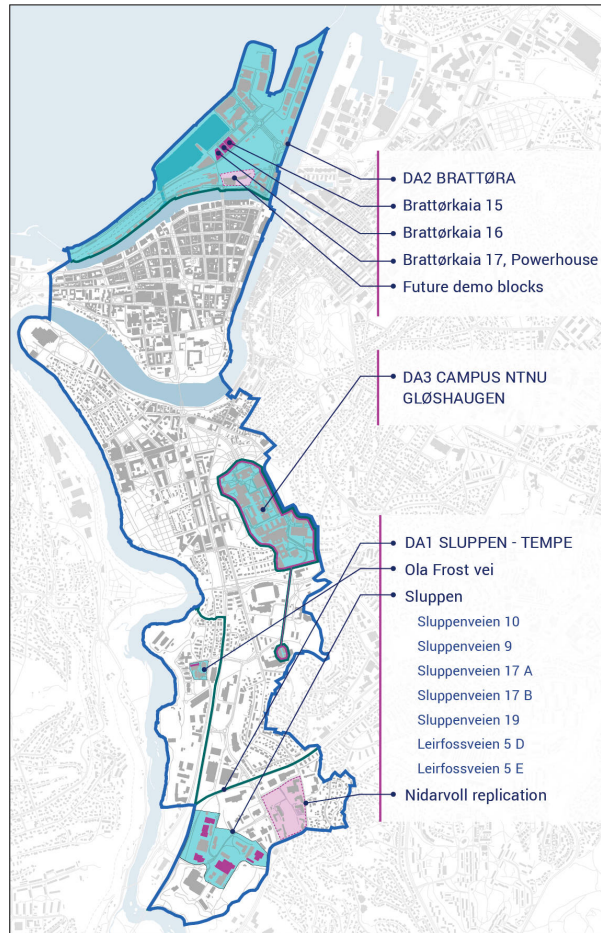 DA2 BRATTØRA
Brattørkaia 15
Brattørkaia 16
Brattørkaia 17, Powerhouse
Future demo blocks
DA3 CAMPUS NTNU
GLØSHAUGEN
DA1 SLUPPEN - TEMPE
Ola Frost vei
Sluppen
Sluppenveien 10
Sluppenveien 9
Sluppenveien 17 A
Sluppenveien 17 B
Sluppenveien 19
Leirfossveien 5 D
Leirfossveien 5 E
Nidarvoll replication